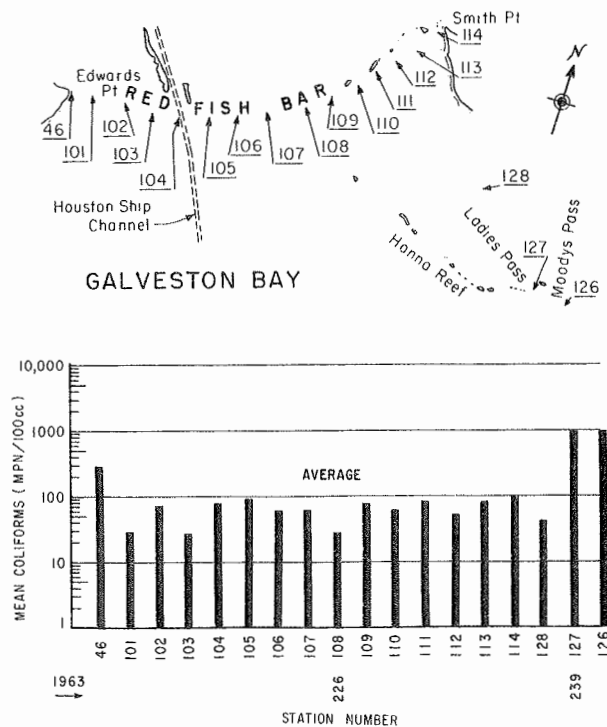 Smith Pt
114
N
Edwards
Pt
RED FISH BAR
113
112
111
110
109
46
102
101
103
104
105
106
107
108
128
Houston Ship
Channel
Ladies Pass
Moodys Pass
127
126
Hanna Reef
GALVESTON BAY
10,000
1000
100
10
1
MEAN COLIFORMS (MPN/100cc)
AVERAGE
46 101 102 103 104 105 106 107 108 109 110 111 112 113 114 128 127 126
1963 226 239
STATION NUMBER